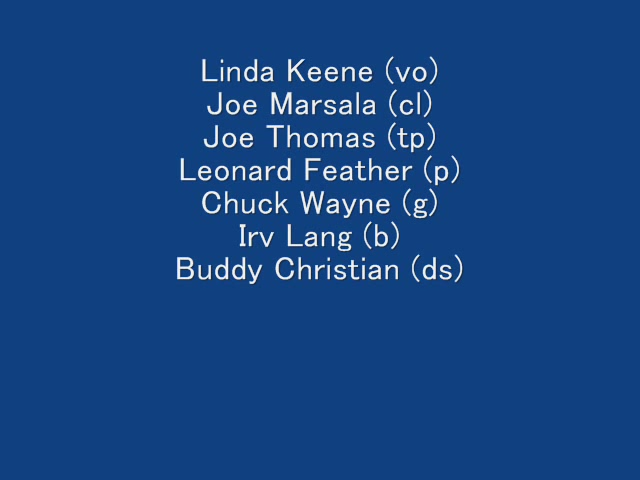 Linda Keene (vo)
Joe Marsala (cl)
Joe Thomas (tp)
Leonard Feather (p)
Chuck Wayne (g)
Irv Lang (b)
Buddy Christian (ds)